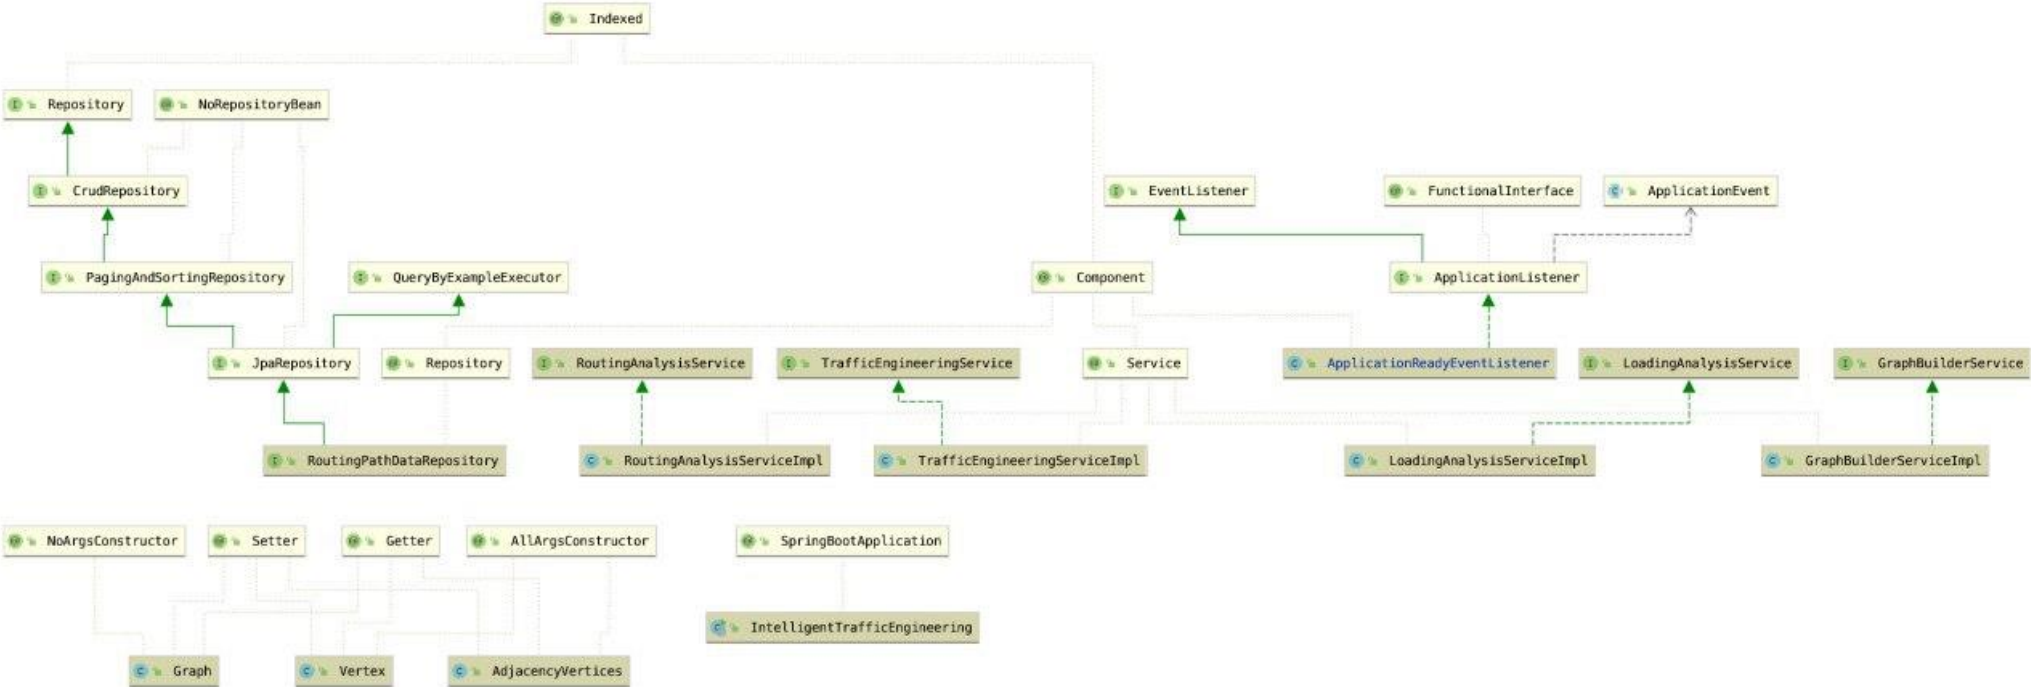 Indexed
Repository
NoRepositoryBean
CrudRepository
EventListener
FunctionalInterface
ApplicationEvent
PagingAndSortingRepository
QueryByExampleExecutor
Component
ApplicationListener
JpaRepository
Repository
RoutingAnalysisService
TrafficEngineeringService
Service
ApplicationReadyEventListener
LoadingAnalysisService
GraphBuilderService
RoutingPathDataRepository
RoutingAnalysisServiceImpl
TrafficEngineeringServiceImpl
LoadingAnalysisServiceImpl
GraphBuilderServiceImpl
NoArgsConstructor
Setter
Getter
AllArgsConstructor
SpringBootApplication
IntelligentTrafficEngineering
Graph
Vertex
AdjacencyVertices